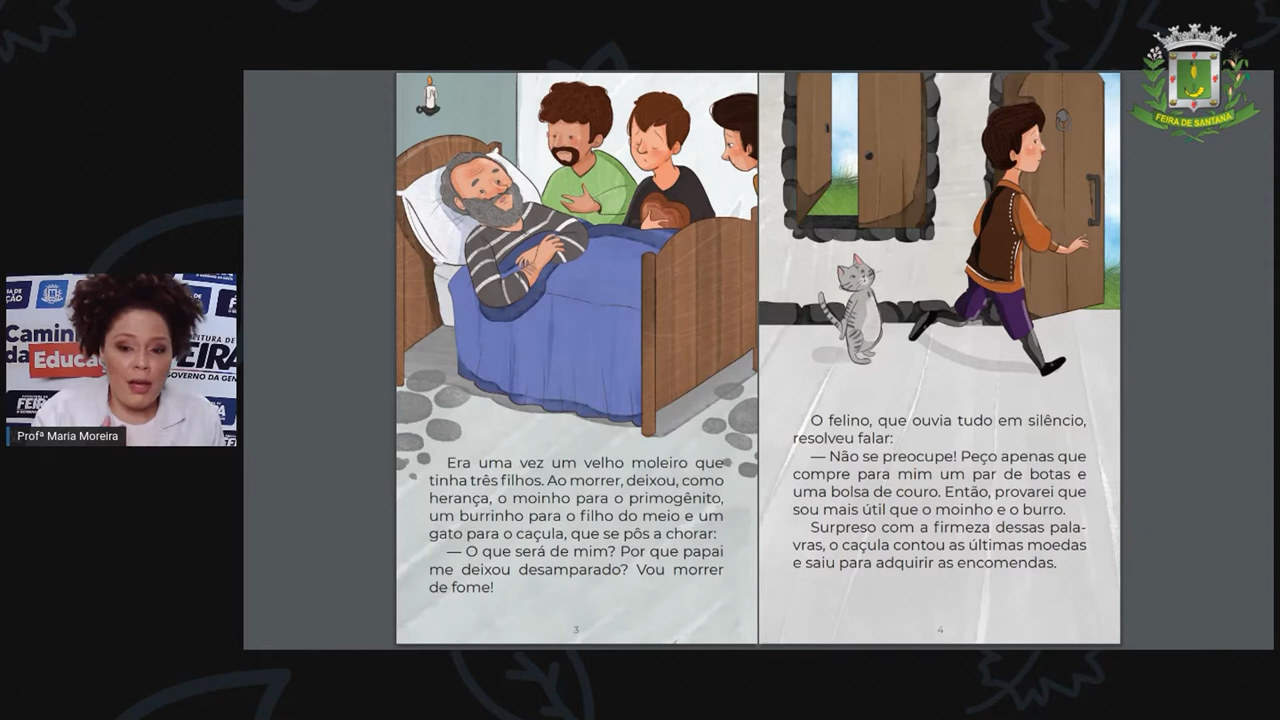 FEIRA DE SANTANA
Camin
da
Educa
EIRA
Profª Maria Moreira
Era uma vez um velho moleiro que
tinha três filhos. Ao morrer, deixou, como
herança, o moinho para o primogênito,
um burrinho para o filho do meio e um
gato para o caçula, que se pôs a chorar:
— O que será de mim? Por que papai
me deixou desamparado? Vou morrer
de fome!
3
O felino, que ouvia tudo em silêncio,
resolveu falar:
— Não se preocupe! Peço apenas que
compre para mim um par de botas e
uma bolsa de couro. Então, provarei que
sou mais útil que o moinho e o burro.
Surpreso com a firmeza dessas pala-
vras, o caçula contou as últimas moedas
e saiu para adquirir as encomendas.
4